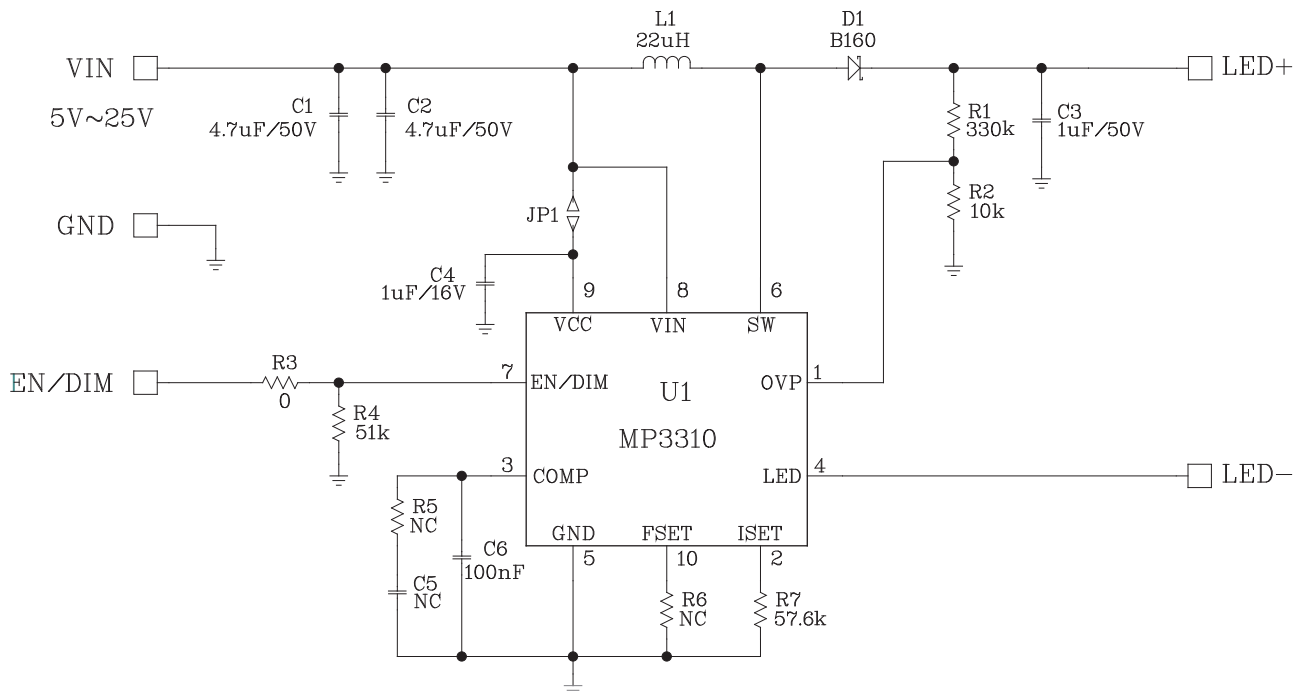 L1
22uH
D1
B160
VIN
LED+
5V~25V
C1
4.7uF/50V
C2
4.7uF/50V
R1
330k
C3
1uF/50V
R2
10k
GND
JP1
C4
1uF/16V
9
8
6
VCC
VIN
SW
EN/DIM
R3
0
R4
51k
7
EN/DIM
U1
MP3310
OVP
1
3
COMP
LED
4
LED-
R5
NC
C5
NC
C6
100nF
GND
FSET
ISET
5
10
2
R6
NC
R7
57.6k